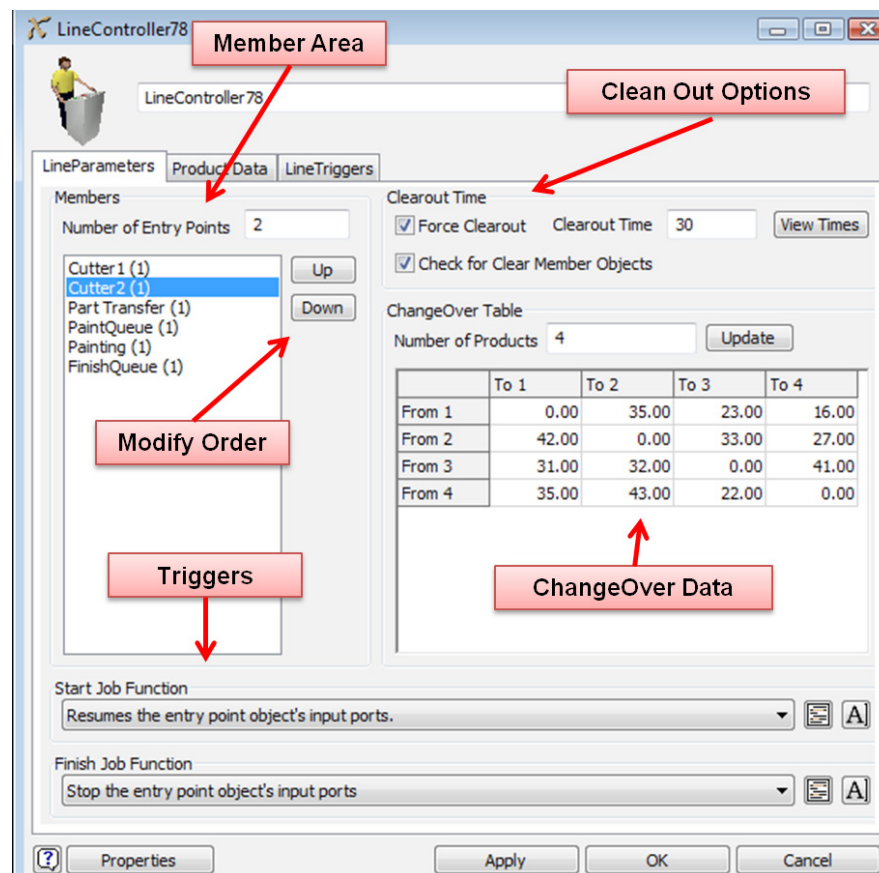 LineController78
Member Area
LineController78
Clean Out Options
LineParameters Product Data LineTriggers
Members
Number of Entry Points 2
Cutter1 (1)
Cutter2 (1)
Part Transfer (1)
PaintQueue (1)
Painting (1)
FinishQueue (1)
Up
Down
Modify Order
Triggers
Clearout Time
Force Clearout Clearout Time 30 View Times
Check for Clear Member Objects
ChangeOver Table
Number of Products 4 Update
To 1 To 2 To 3 To 4
From 1 0.00 35.00 23.00 16.00
From 2 42.00 0.00 33.00 27.00
From 3 31.00 32.00 0.00 41.00
From 4 35.00 43.00 22.00 0.00
ChangeOver Data
Start Job Function
Resumes the entry point object's input ports.
A
Finish Job Function
Stop the entry point object's input ports
A
? Properties Apply OK Cancel